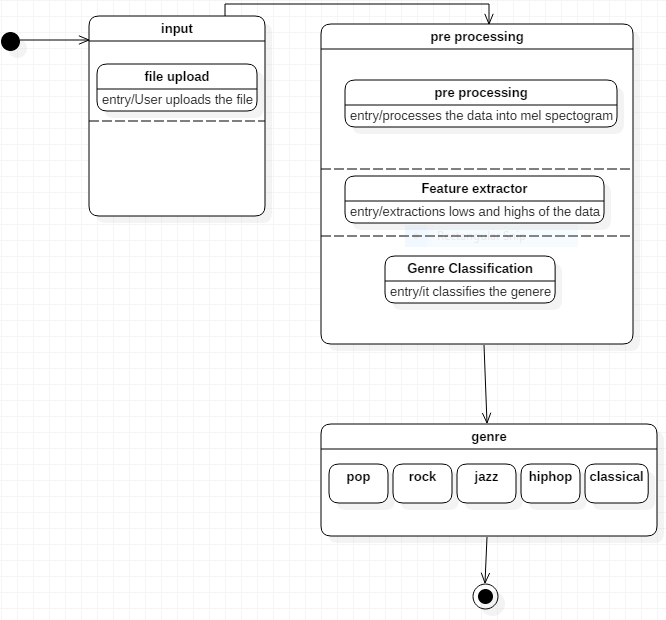 input
file upload
entry/User uploads the file
pre processing
pre processing
entry/processes the data into mel spectogram
Feature extractor
entry/extractions lows and highs of the data
Genre Classification
entry/it classifies the genere
genre
pop
rock
jazz
hiphop
classical